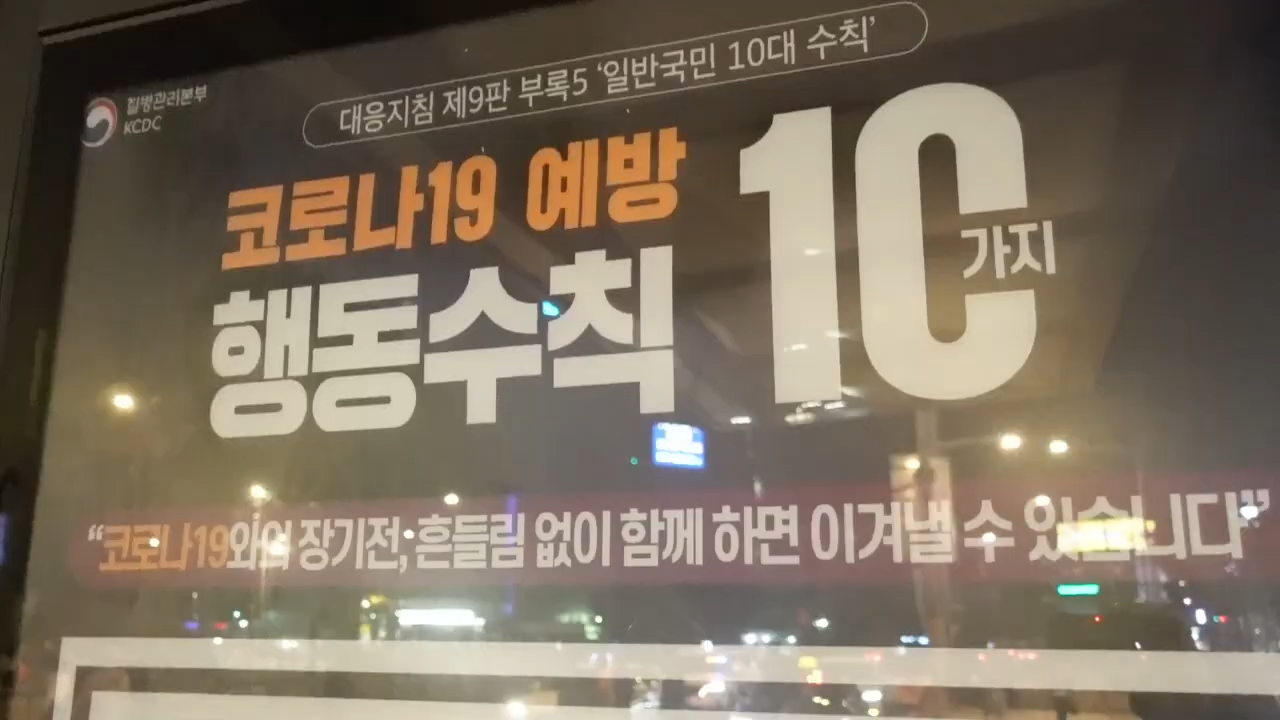 질병관리본부
KCDC
대응지침 제9판 부록5 ‘일반국민 10대 수칙’
코로나19 예방
행동수칙 10가지
“코로나19와의 장기전, 흔들림 없이 함께 하면 이겨낼 수 있습니다”